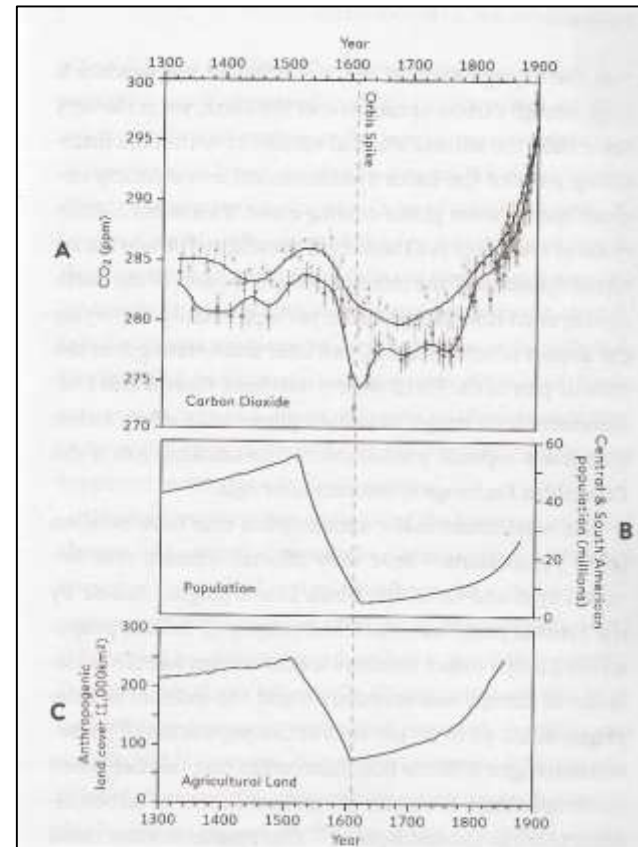 Year
1300 1400 1500 1600 1700 1800 1900
Orbis Spike
300
295
290
285
280
275
270
A
CO₂ (ppm)
Carbon Dioxide
60
40
20
0
Central & South American
population (millions)
B
Population
300
200
100
0
C
Anthropogenic
land cover (1,000km²)
Agricultural Land
1300 1400 1500 1600 1700 1800 1900
Year